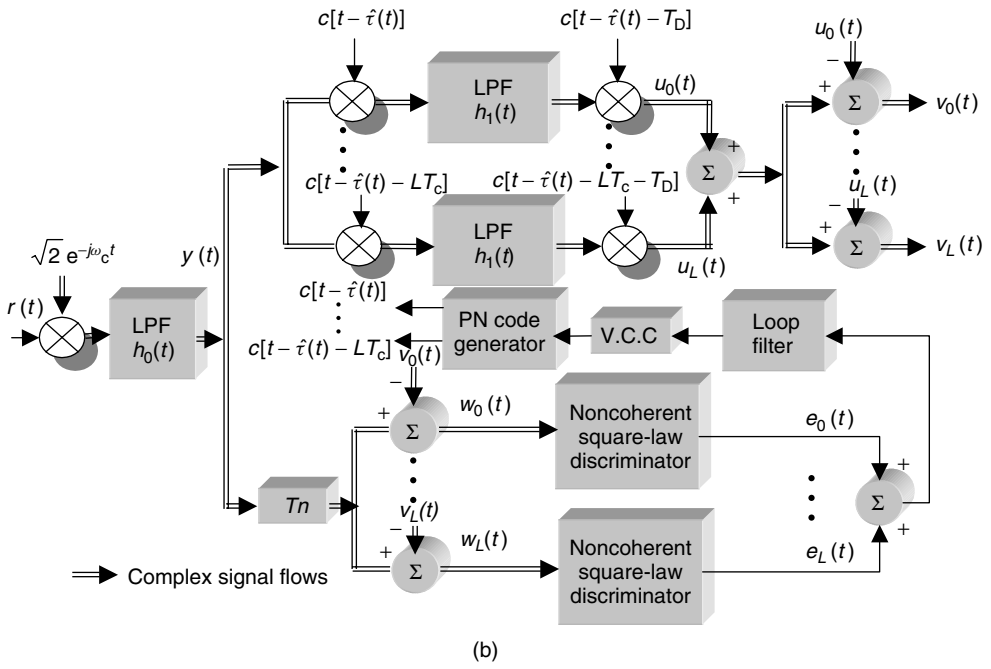 c[t – τ̂(t)]
c[t – τ̂(t) – T_D]
u_0(t)
–
LPF
h_1(t)
u_0(t)
+
Σ
v_0(t)
+
Σ
+
c[t – τ̂(t) – LT_c]
c[t – τ̂(t) – LT_c – T_D]
u_L(t)
–
√2 e^{–jω_c t}
y(t)
LPF
h_1(t)
u_L(t)
+
Σ
v_L(t)
r(t)
LPF
h_0(t)
c[t – τ̂(t)]
c[t – τ̂(t) – LT_c]
PN code
generator
V.C.C
Loop
filter
v_0(t)
–
+
Σ
w_0(t)
Noncoherent
square-law
discriminator
e_0(t)
+
Σ
+
Tn
v_L(t)
–
+
Σ
w_L(t)
Noncoherent
square-law
discriminator
e_L(t)
Complex signal flows
(b)